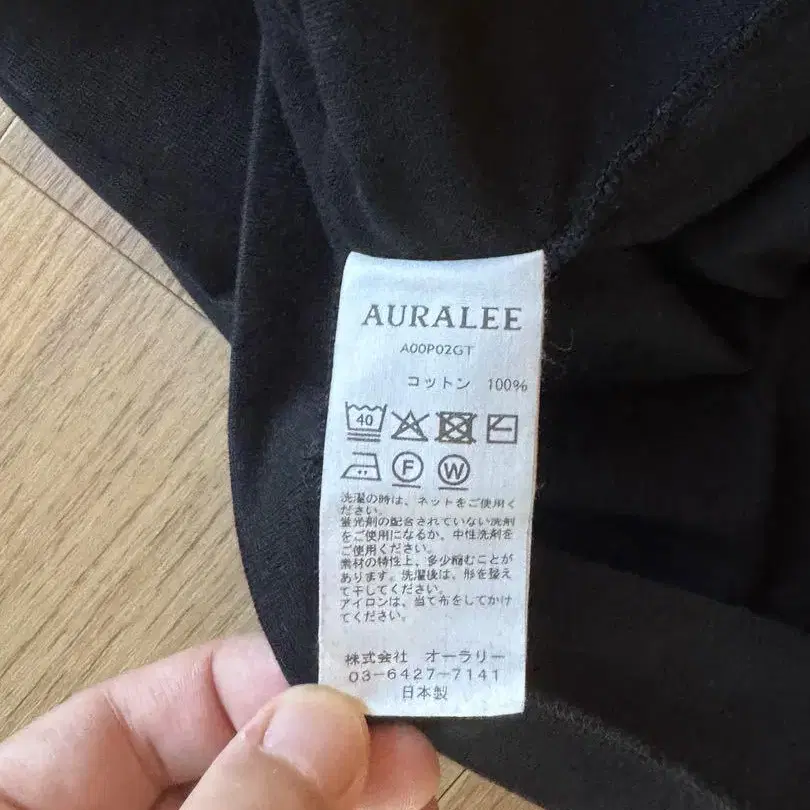 AURALEE
A00P02GT
コットン 100%
40
F W
洗濯の時は、ネットをご使用く
ださい。
蛍光剤の配合されていない洗剤
をご使用になるか、中性洗剤を
ご使用ください。
素材の特性上、多少縮むことが
あります。洗濯後は、形を整え
て干してください。
アイロンは、当て布をしてかけ
てください。
株式会社 オーラリー
03-6427-7141
日本製